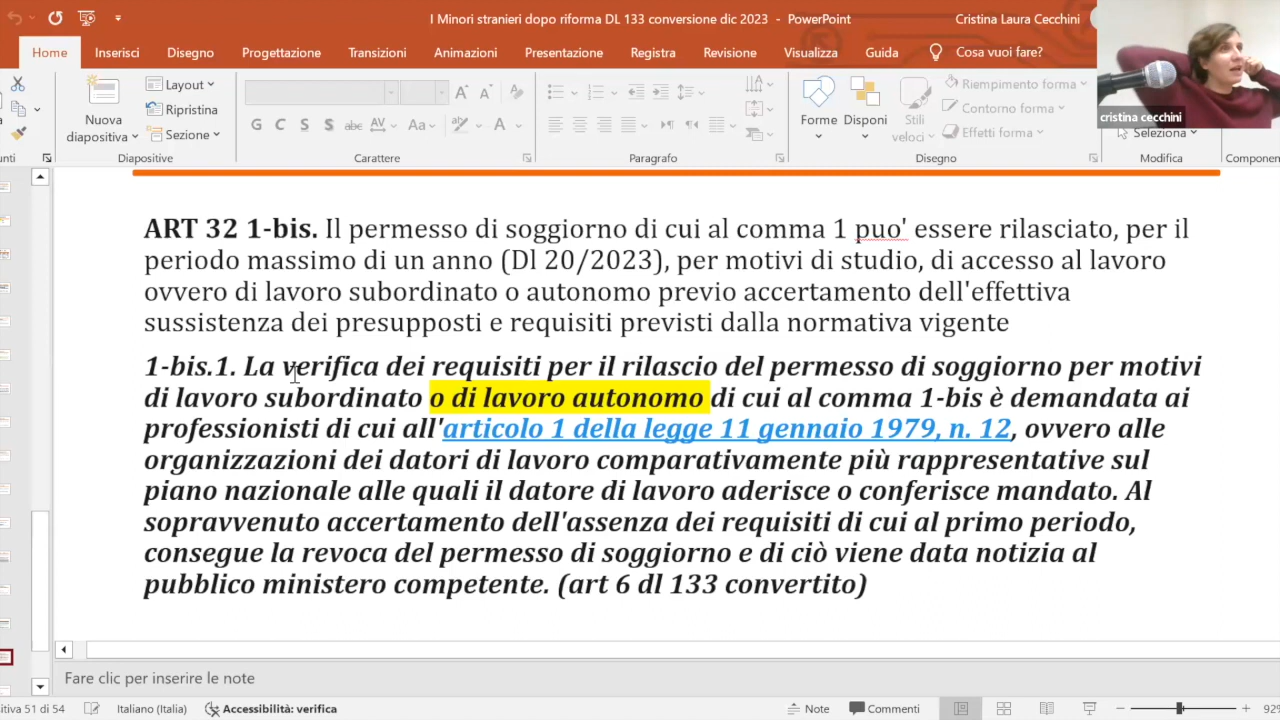 I Minori stranieri dopo riforma DL 133 conversione dic 2023 - PowerPoint
Cristina Laura Cecchini
Home Inserisci Disegno Progettazione Transizioni Animazioni Presentazione Registra Revisione Visualizza Guida Cosa vuoi fare?
cristina cecchini
Nuova
diapositiva
Layout
Ripristina
Sezione
Diapositive
G C S S abc AV Aa A
Carattere
Paragrafo
Forme
Disponi
Stili
veloci
Riempimento forma
Contorno forma
Effetti forma
Disegno
Seleziona
Modifica
ART 32 1-bis. Il permesso di soggiorno di cui al comma 1 puo' essere rilasciato, per il
periodo massimo di un anno (Dl 20/2023), per motivi di studio, di accesso al lavoro
ovvero di lavoro subordinato o autonomo previo accertamento dell'effettiva
sussistenza dei presupposti e requisiti previsti dalla normativa vigente
1-bis.1. La verifica dei requisiti per il rilascio del permesso di soggiorno per motivi
di lavoro subordinato o di lavoro autonomo di cui al comma 1-bis è demandata ai
professionisti di cui all'articolo 1 della legge 11 gennaio 1979, n. 12, ovvero alle
organizzazioni dei datori di lavoro comparativamente più rappresentative sul
piano nazionale alle quali il datore di lavoro aderisce o conferisce mandato. Al
sopravvenuto accertamento dell'assenza dei requisiti di cui al primo periodo,
consegue la revoca del permesso di soggiorno e di ciò viene data notizia al
pubblico ministero competente. (art 6 dl 133 convertito)
Fare clic per inserire le note
51 di 54 Italiano (Italia) Accessibilità: verifica Note Commenti